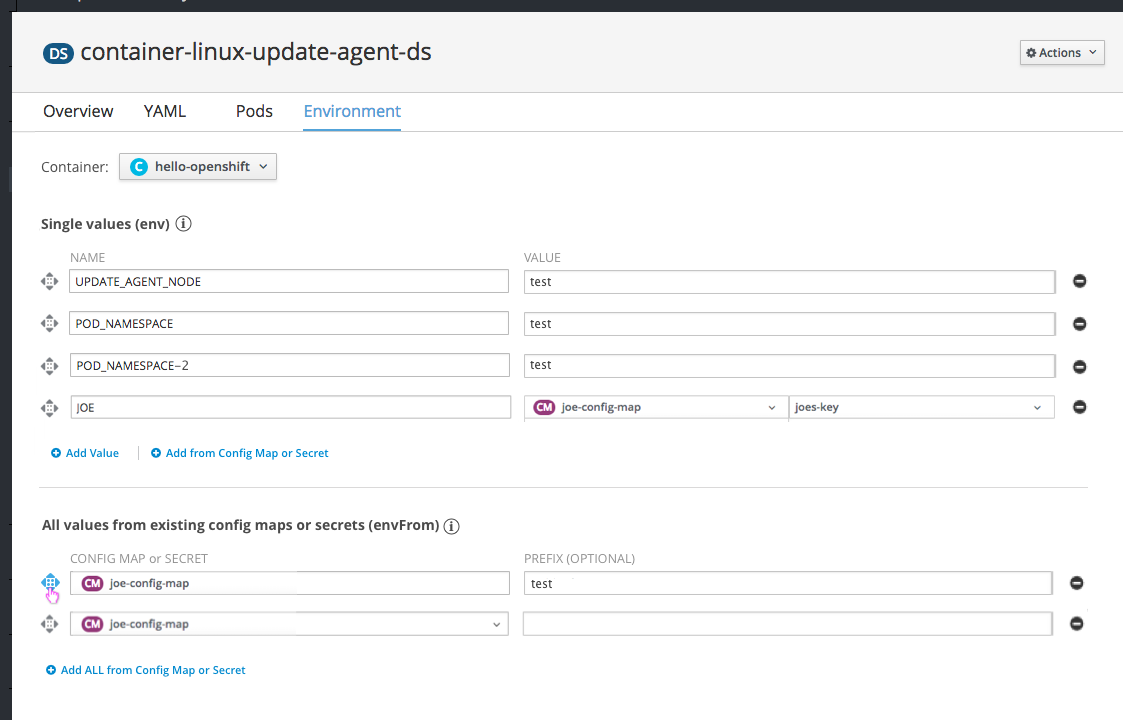 DS container-linux-update-agent-ds
Actions
Overview YAML Pods Environment
Container: C hello-openshift
Single values (env) i
NAME VALUE
UPDATE_AGENT_NODE test
POD_NAMESPACE test
POD_NAMESPACE-2 test
JOE CM joe-config-map joes-key
Add Value Add from Config Map or Secret
All values from existing config maps or secrets (envFrom) i
CONFIG MAP or SECRET PREFIX (OPTIONAL)
CM joe-config-map test
CM joe-config-map
Add ALL from Config Map or Secret